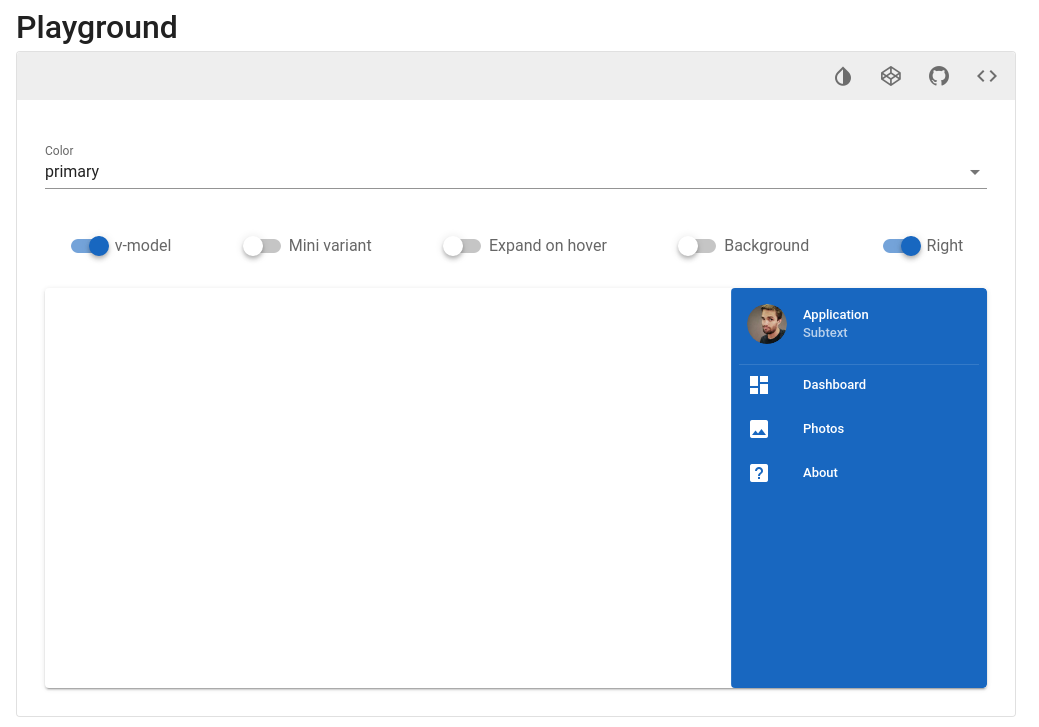 Playground
Color
primary
v-model
Mini variant
Expand on hover
Background
Right
Application
Subtext
Dashboard
Photos
About